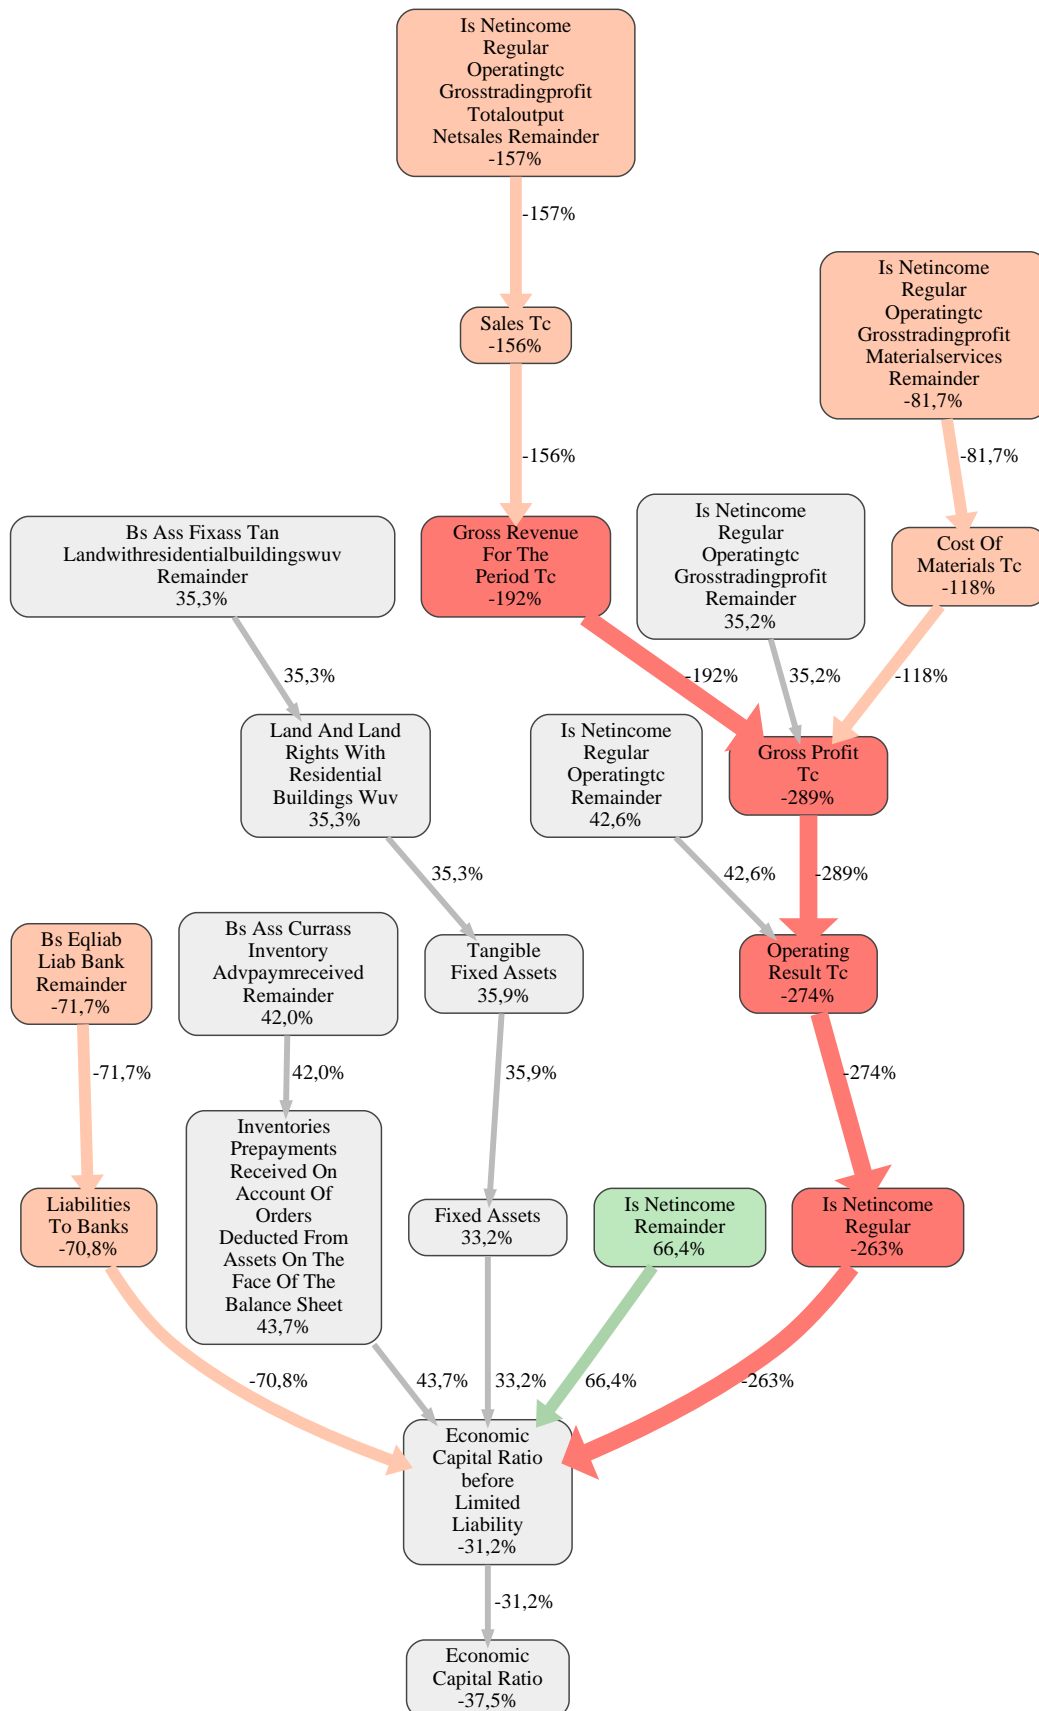 Is Netincome
Regular
Operatingtc
Grosstradingprofit
Totaloutput
Netsales Remainder
-157%
-157%
Is Netincome
Regular
Operatingtc
Grosstradingprofit
Materialservices
Remainder
-81,7%
Sales Tc
-156%
-156%
-81,7%
Bs Ass Fixass Tan
Landwithresidentialbuildingswuv
Remainder
35,3%
Gross Revenue
For The
Period Tc
-192%
Is Netincome
Regular
Operatingtc
Grosstradingprofit
Remainder
35,2%
Cost Of
Materials Tc
-118%
35,3%
-192%
35,2%
-118%
Land And Land
Rights With
Residential
Buildings Wuv
35,3%
Is Netincome
Regular
Operatingtc
Remainder
42,6%
Gross Profit
Tc
-289%
35,3%
42,6%
-289%
Bs Eqliab
Liab Bank
Remainder
-71,7%
Bs Ass Currass
Inventory
Advpaymreceived
Remainder
42,0%
Tangible
Fixed Assets
35,9%
Operating
Result Tc
-274%
-71,7%
42,0%
35,9%
-274%
Liabilities
To Banks
-70,8%
Inventories
Prepayments
Received On
Account Of
Orders
Deducted From
Assets On The
Face Of The
Balance Sheet
43,7%
Fixed Assets
33,2%
Is Netincome
Remainder
66,4%
Is Netincome
Regular
-263%
-70,8%
43,7%
33,2%
66,4%
-263%
Economic
Capital Ratio
before
Limited
Liability
-31,2%
-31,2%
Economic
Capital Ratio
-37,5%